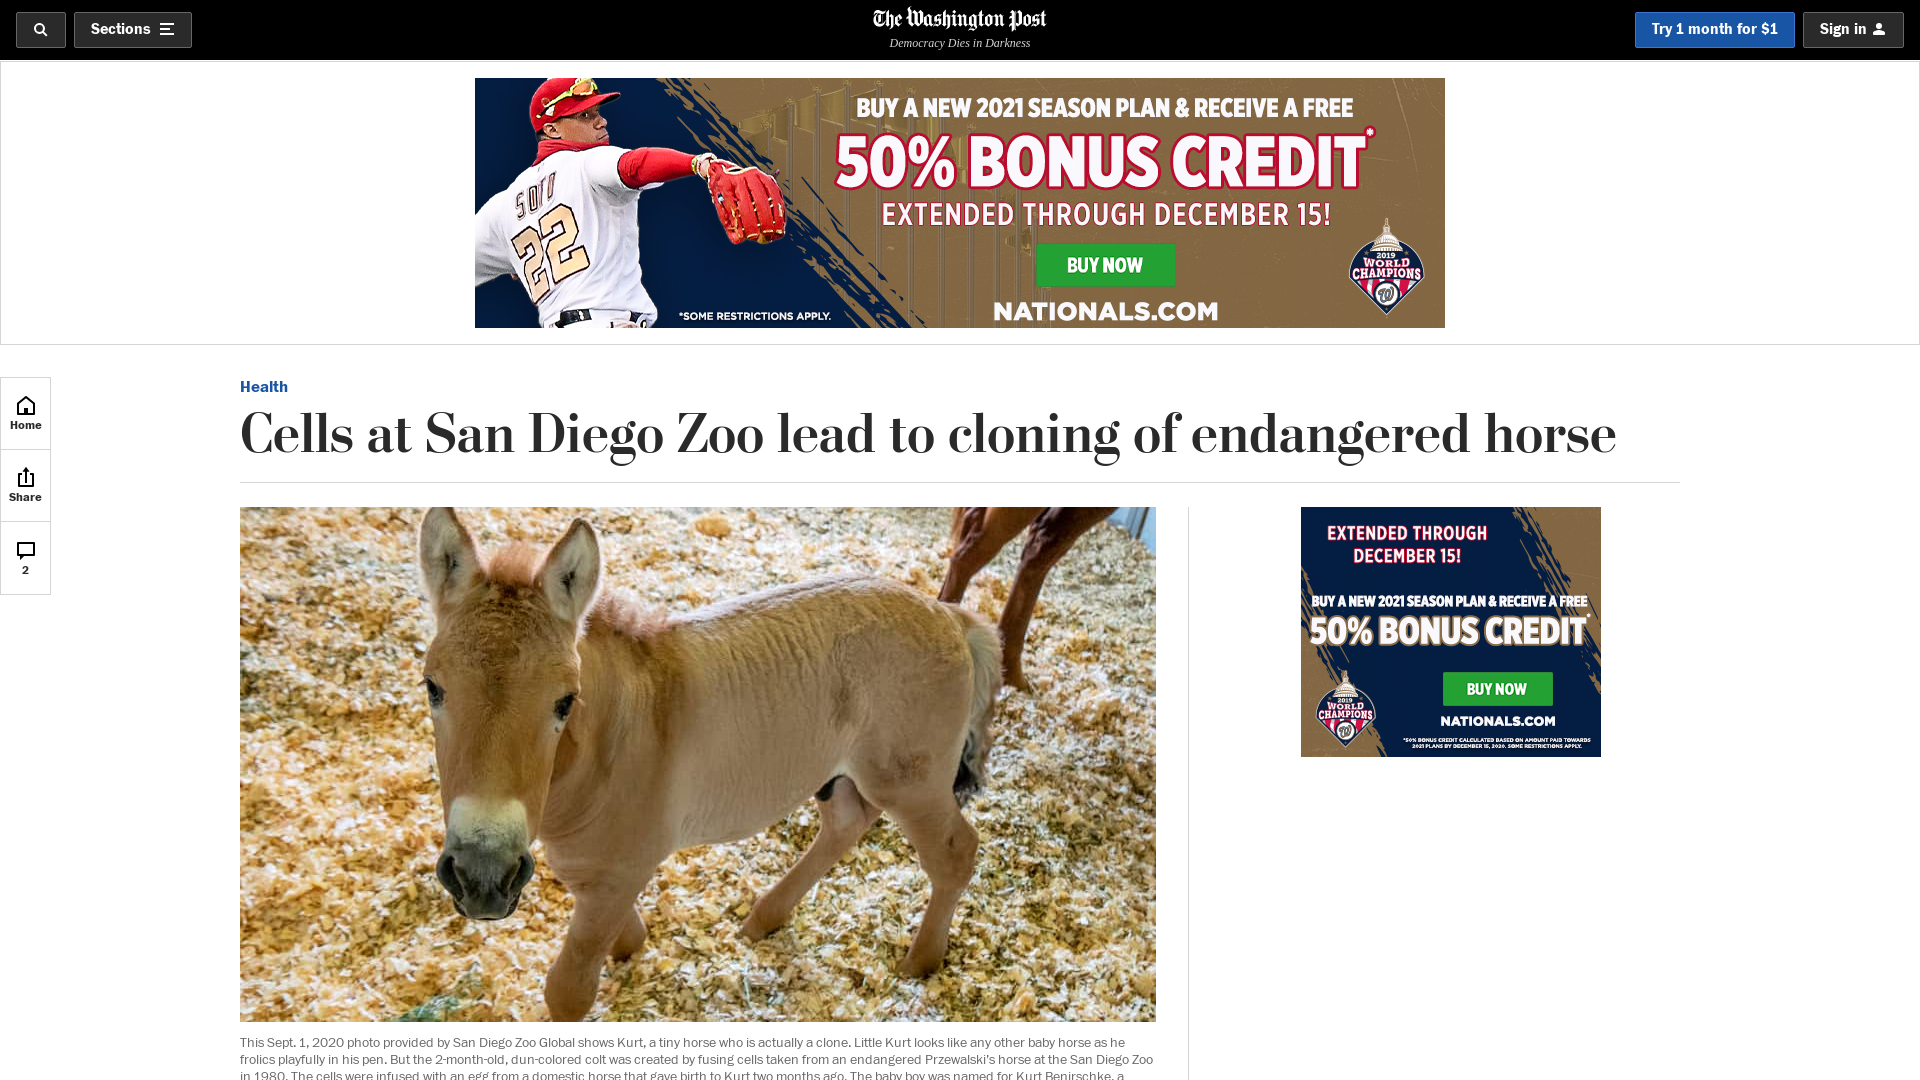 Sections
The Washington Post
Democracy Dies in Darkness
Try 1 month for $1
Sign in
BUY A NEW 2021 SEASON PLAN & RECEIVE A FREE
50% BONUS CREDIT*
EXTENDED THROUGH DECEMBER 15!
BUY NOW
NATIONALS.COM
*SOME RESTRICTIONS APPLY.
SOTO
22
2019
WORLD
CHAMPIONS
W
Home
Share
2
Health
Cells at San Diego Zoo lead to cloning of endangered horse
EXTENDED THROUGH
DECEMBER 15!
BUY A NEW 2021 SEASON PLAN & RECEIVE A FREE
50% BONUS CREDIT*
BUY NOW
NATIONALS.COM
2019
WORLD
CHAMPIONS
W
*50% BONUS CREDIT CALCULATED BASED ON AMOUNT PAID TOWARDS
2021 PLANS BY DECEMBER 15, 2020. SOME RESTRICTIONS APPLY.
This Sept. 1, 2020 photo provided by San Diego Zoo Global shows Kurt, a tiny horse who is actually a clone. Little Kurt looks like any other baby horse as he
frolics playfully in his pen. But the 2-month-old, dun-colored colt was created by fusing cells taken from an endangered Przewalski's horse at the San Diego Zoo
in 1980. The cells were infused with an egg from a domestic horse that gave birth to Kurt two months ago. The baby boy was named for Kurt Benirschke, a